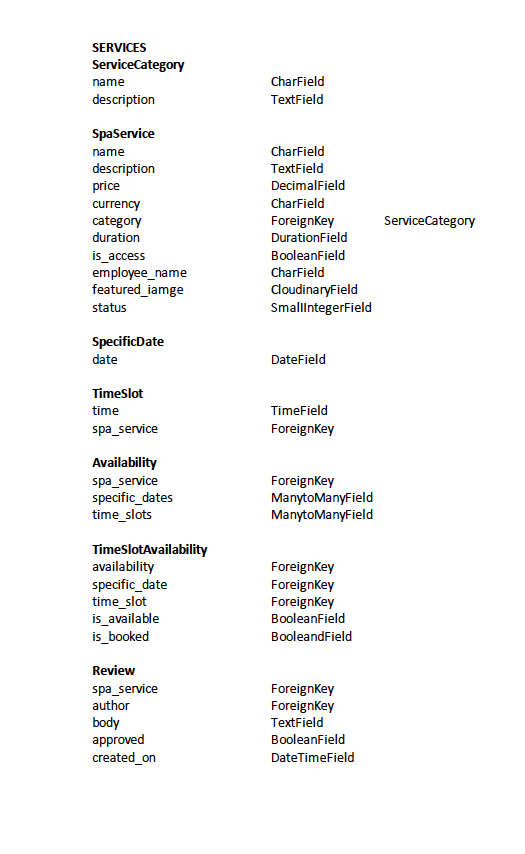 SERVICES
ServiceCategory
name CharField
description TextField
SpaService
name CharField
description TextField
price DecimalField
currency CharField
category ForeignKey ServiceCategory
duration DurationField
is_access BooleanField
employee_name CharField
featured_iamge CloudinaryField
status SmallIntegerField
SpecificDate
date DateField
TimeSlot
time TimeField
spa_service ForeignKey
Availability
spa_service ForeignKey
specific_dates ManytoManyField
time_slots ManytoManyField
TimeSlotAvailability
availability ForeignKey
specific_date ForeignKey
time_slot ForeignKey
is_available BooleanField
is_booked BooleandField
Review
spa_service ForeignKey
author ForeignKey
body TextField
approved BooleanField
created_on DateTimeField